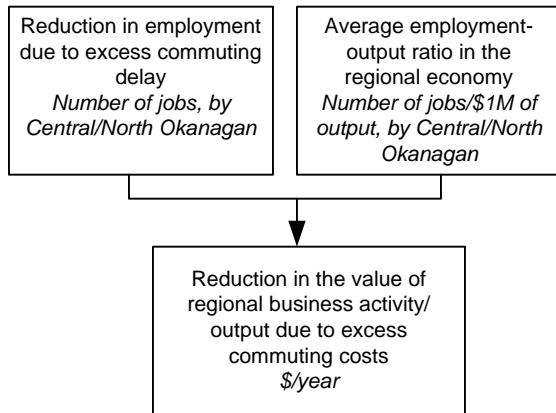 Reduction in employment
due to excess commuting
delay
Number of jobs, by
Central/North Okanagan
Average employment-
output ratio in the
regional economy
Number of jobs/$1M of
output, by Central/North
Okanagan
Reduction in the value of
regional business activity/
output due to excess
commuting costs
$/year